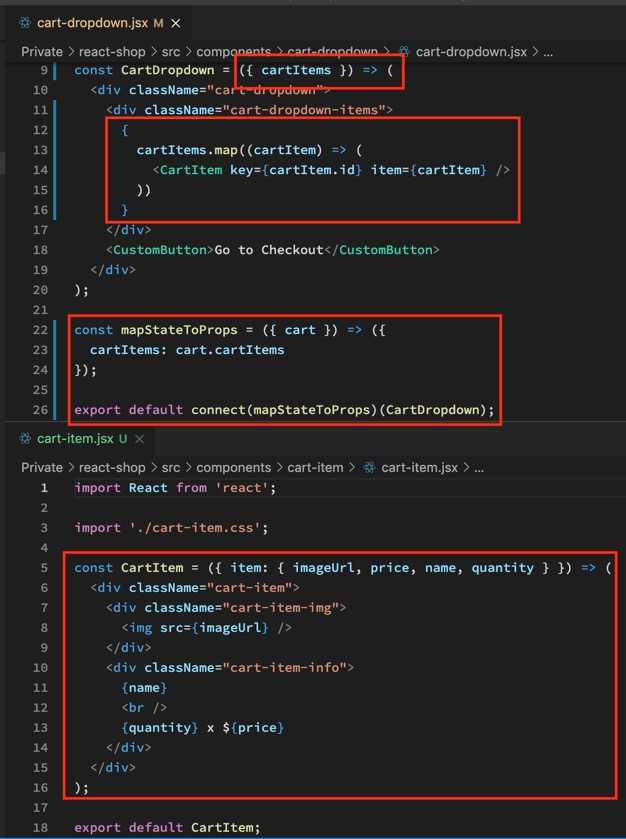 cart-dropdown.jsx M ×
Private > react-shop > src > components > cart-dropdown > cart-dropdown.jsx > ...
9 const CartDropdown = ({ cartItems }) => (
10 <div className="cart-dropdown">
11 <div className="cart-dropdown-items">
12 {
13 cartItems.map((cartItem) => (
14 <CartItem key={cartItem.id} item={cartItem} />
15 ))
16 }
17 </div>
18 <CustomButton>Go to Checkout</CustomButton>
19 </div>
20 );
21
22 const mapStateToProps = ({ cart }) => ({
23 cartItems: cart.cartItems
24 });
25
26 export default connect(mapStateToProps)(CartDropdown);
cart-item.jsx U ×
Private > react-shop > src > components > cart-item > cart-item.jsx > ...
1 import React from 'react';
2
3 import './cart-item.css';
4
5 const CartItem = ({ item: { imageUrl, price, name, quantity } }) => (
6 <div className="cart-item">
7 <div className="cart-item-img">
8 <img src={imageUrl} />
9 </div>
10 <div className="cart-item-info">
11 {name}
12 <br />
13 {quantity} x ${price}
14 </div>
15 </div>
16 );
17
18 export default CartItem;